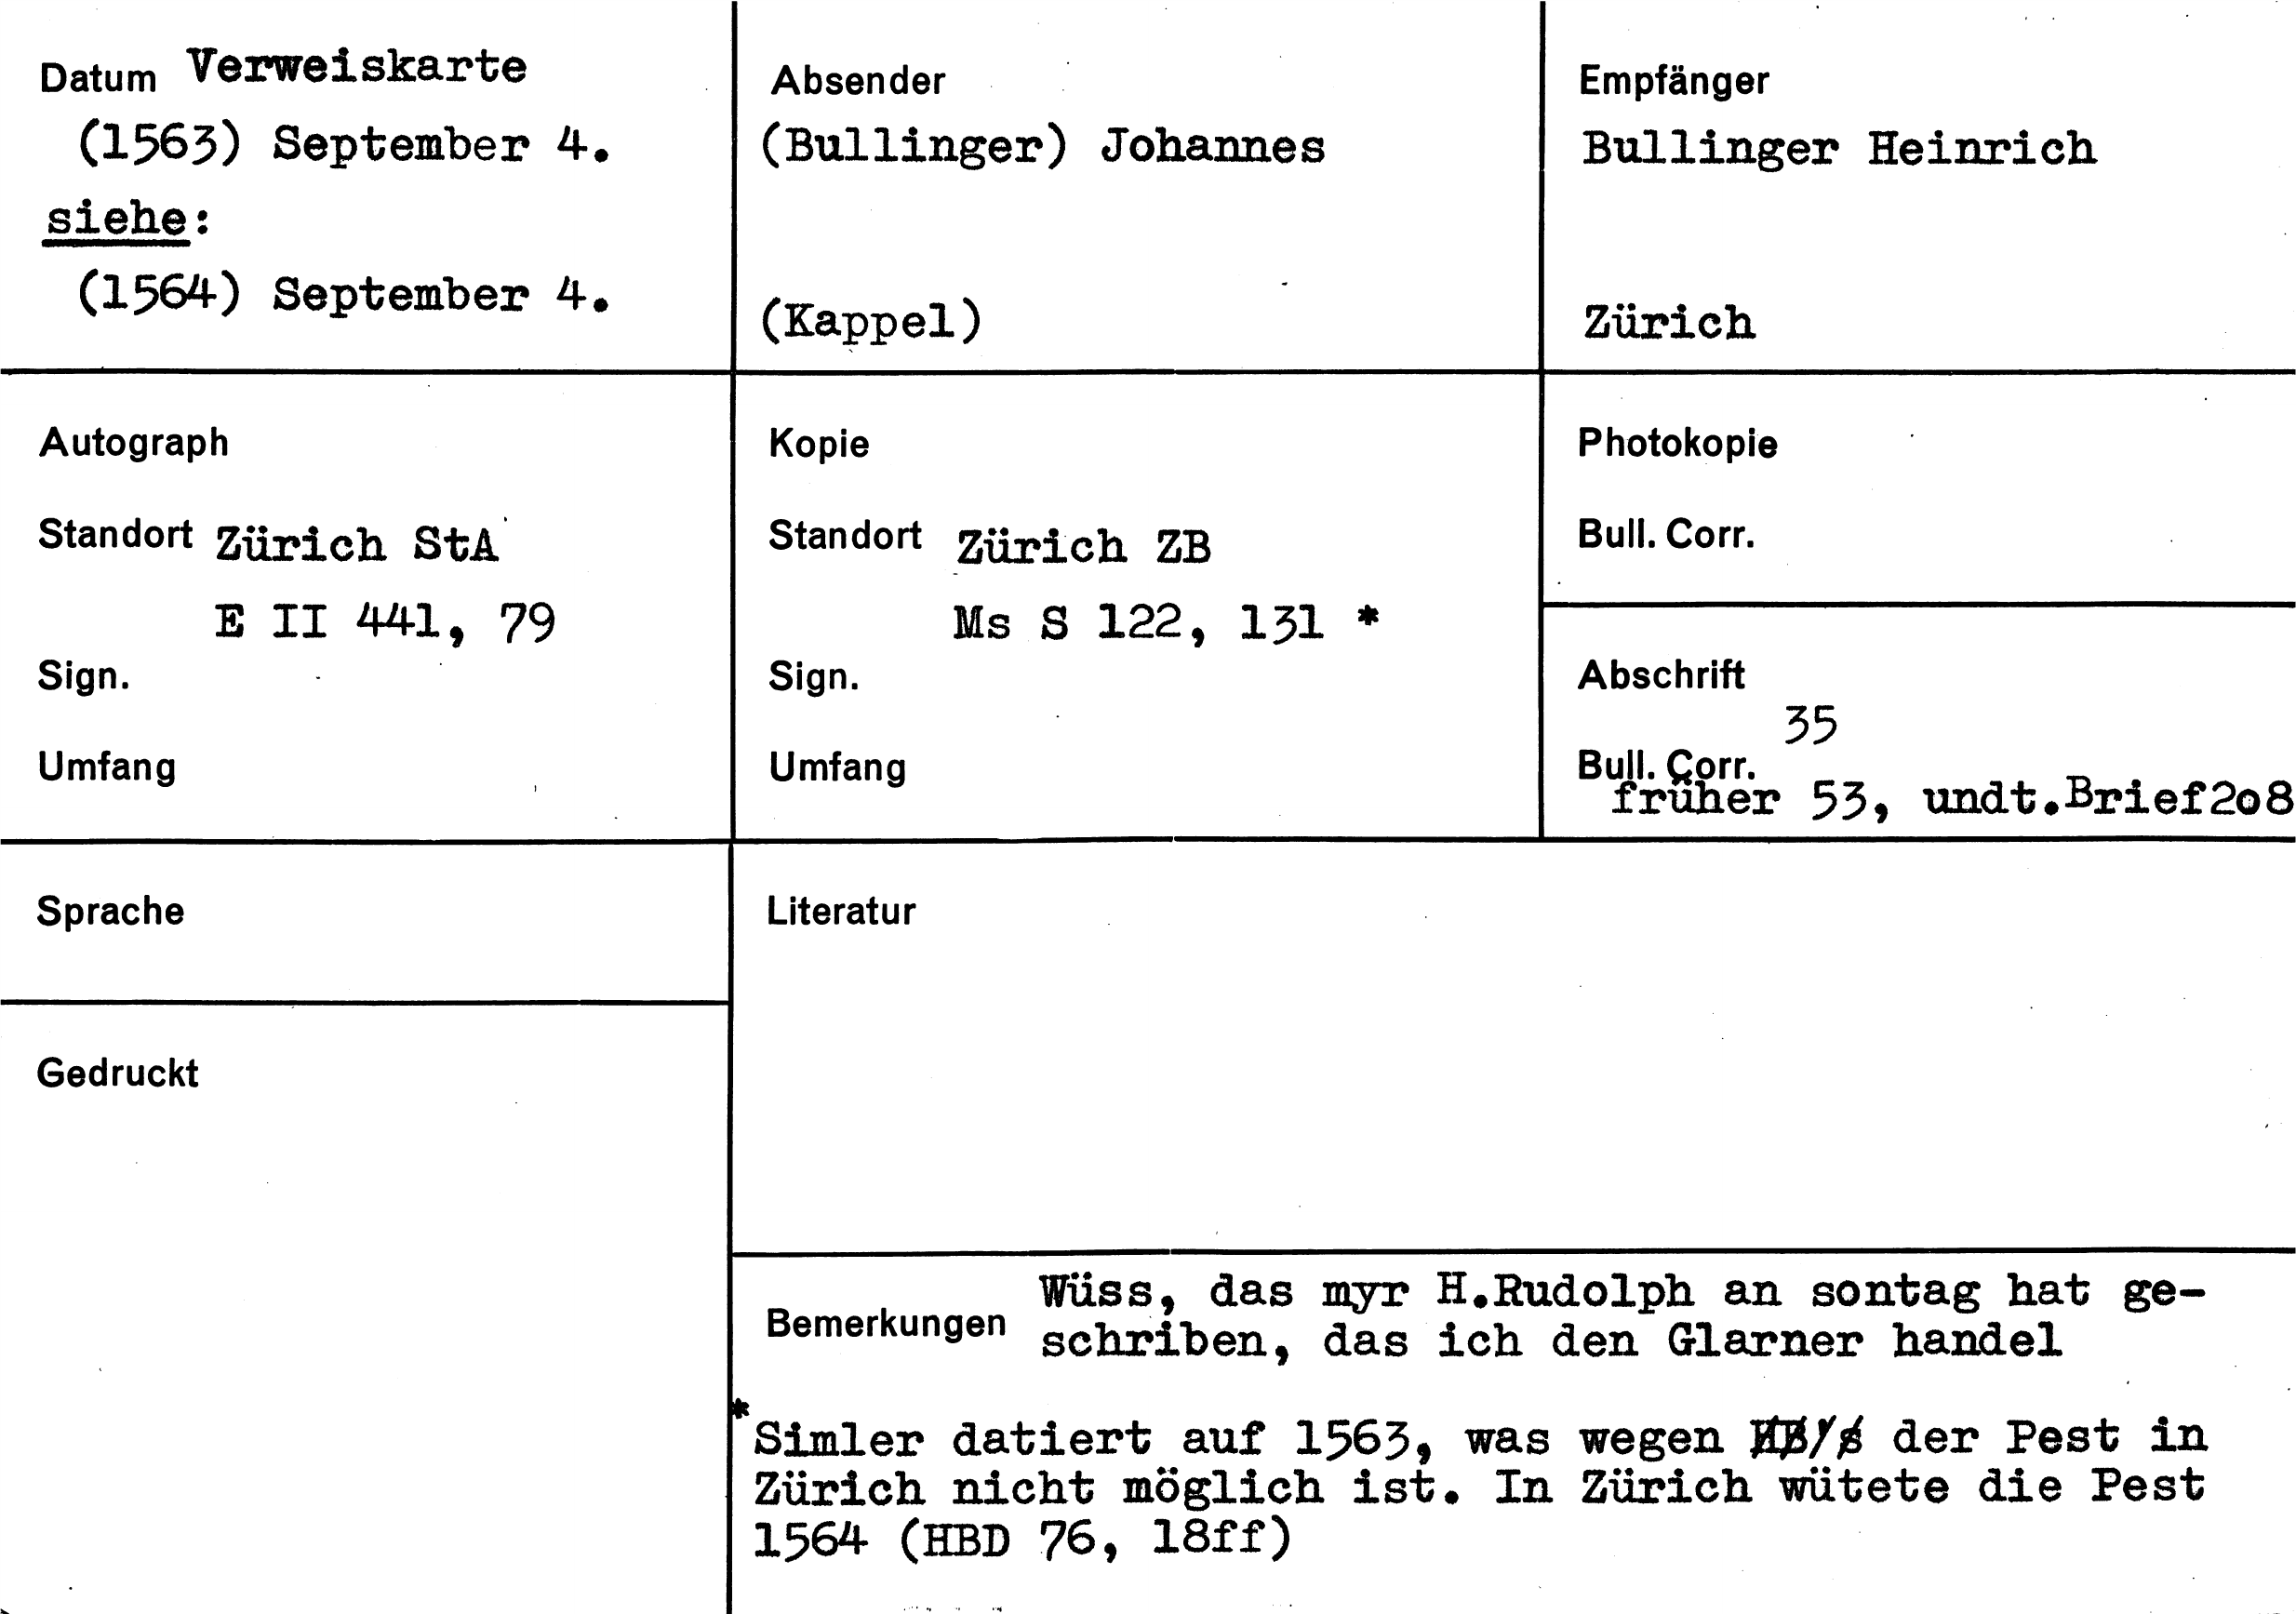 Datum Verweiskarte
(1563) September 4.
siehe:
(1564) September 4.
Absender
(Bullinger) Johannes
(Kappel)
Empfänger
Bullinger Heinrich
Zürich
Autograph
Standort Zürich StA
E II 441, 79
Sign.
Umfang
Kopie
Standort Zürich ZB
Ms S 122, 131 *
Sign.
Umfang
Photokopie
Bull. Corr.
Abschrift
35
Bull. Corr.
früher 53, undt.Brief2o8
Sprache
Literatur
Gedruckt
Bemerkungen
Wüss, das myr H.Rudolph an sontag hat ge-
schriben, das ich den Glarner handel
*
Simler datiert auf 1563, was wegen der Pest in
Zürich nicht möglich ist. In Zürich wütete die Pest
1564 (HBD 76, 18ff)